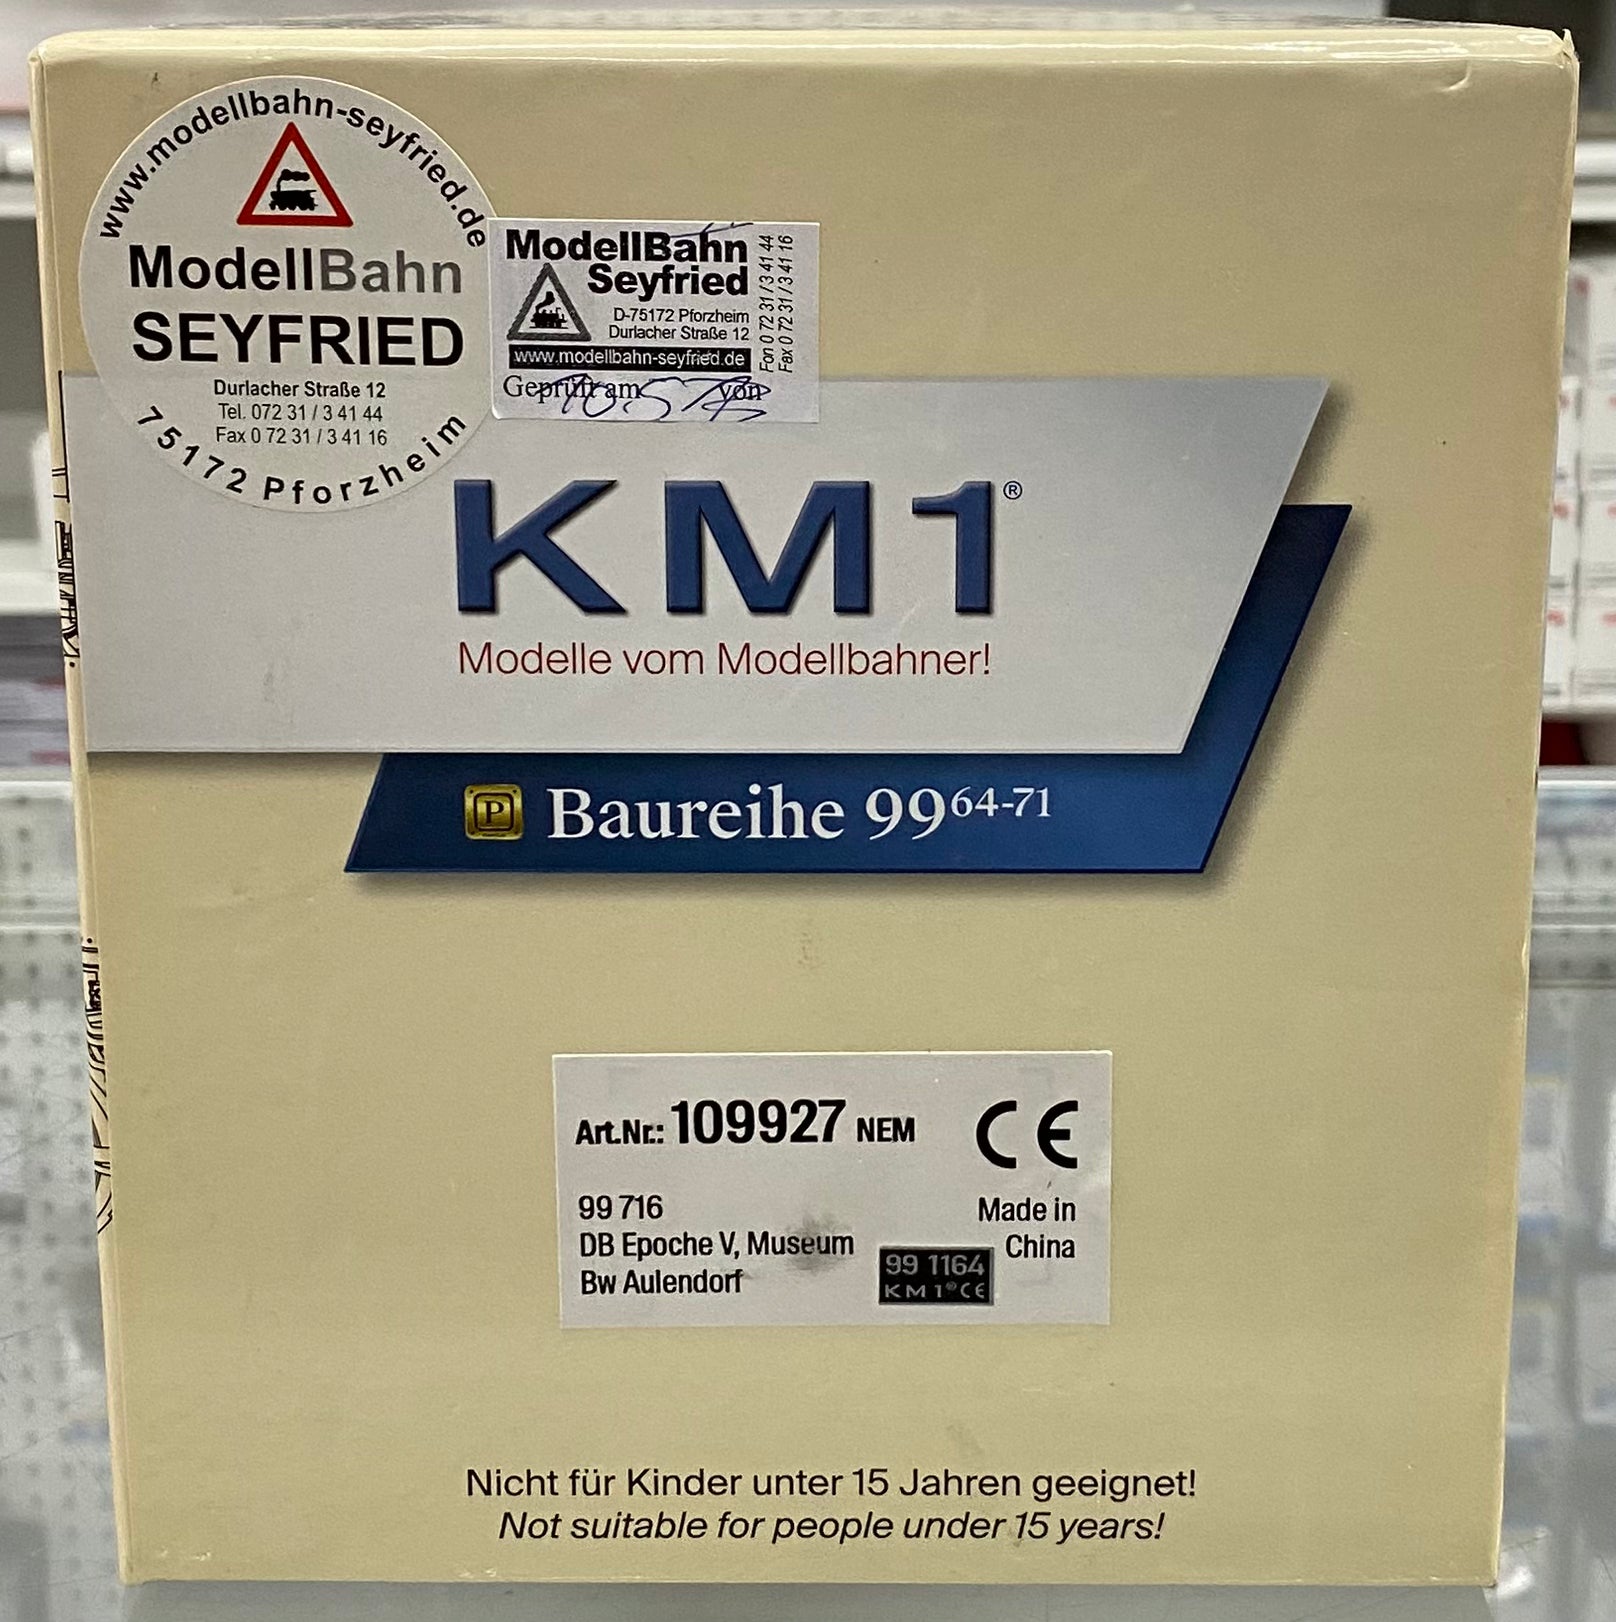 www.modellbahn-seyfried.de
ModellBahn
SEYFRIED
Durlacher Straße 12
Tel. 072 31 / 3 41 44
Fax 0 72 31 / 3 41 16
75172 Pforzheim
ModellBahn
Seyfried
D-75172 Pforzheim
Durlacher Straße 12
www.modellbahn-seyfried.de
Geprüft am von
Fon 0 72 31 / 3 41 44
Fax 0 72 31 / 3 41 16
KM1®
Modelle vom Modellbahner!
P Baureihe 99⁶⁴⁻⁷¹
Art.Nr.: 109927 NEM CE
99 716
DB Epoche V, Museum
Bw Aulendorf
Made in
China
99 1164
KM1® CE
Nicht für Kinder unter 15 Jahren geeignet!
Not suitable for people under 15 years!